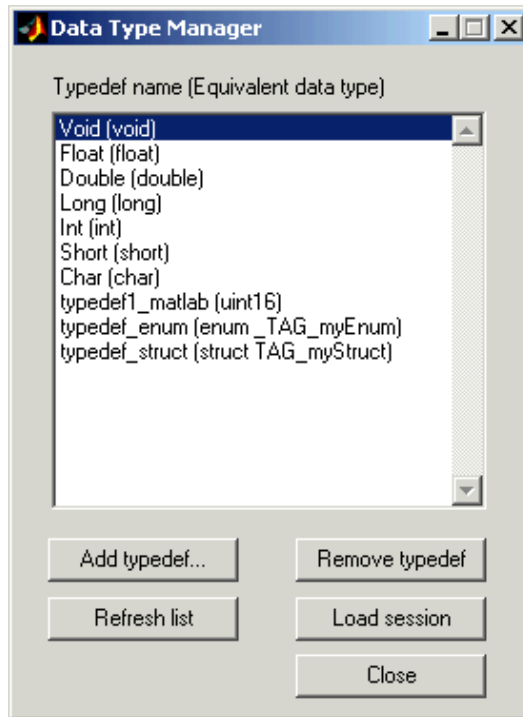 Data Type Manager
Typedef name (Equivalent data type)
Void (void)
Float (float)
Double (double)
Long (long)
Int (int)
Short (short)
Char (char)
typedef1_matlab (uint16)
typedef_enum (enum _TAG_myEnum)
typedef_struct (struct TAG_myStruct)
Add typedef...
Remove typedef
Refresh list
Load session
Close